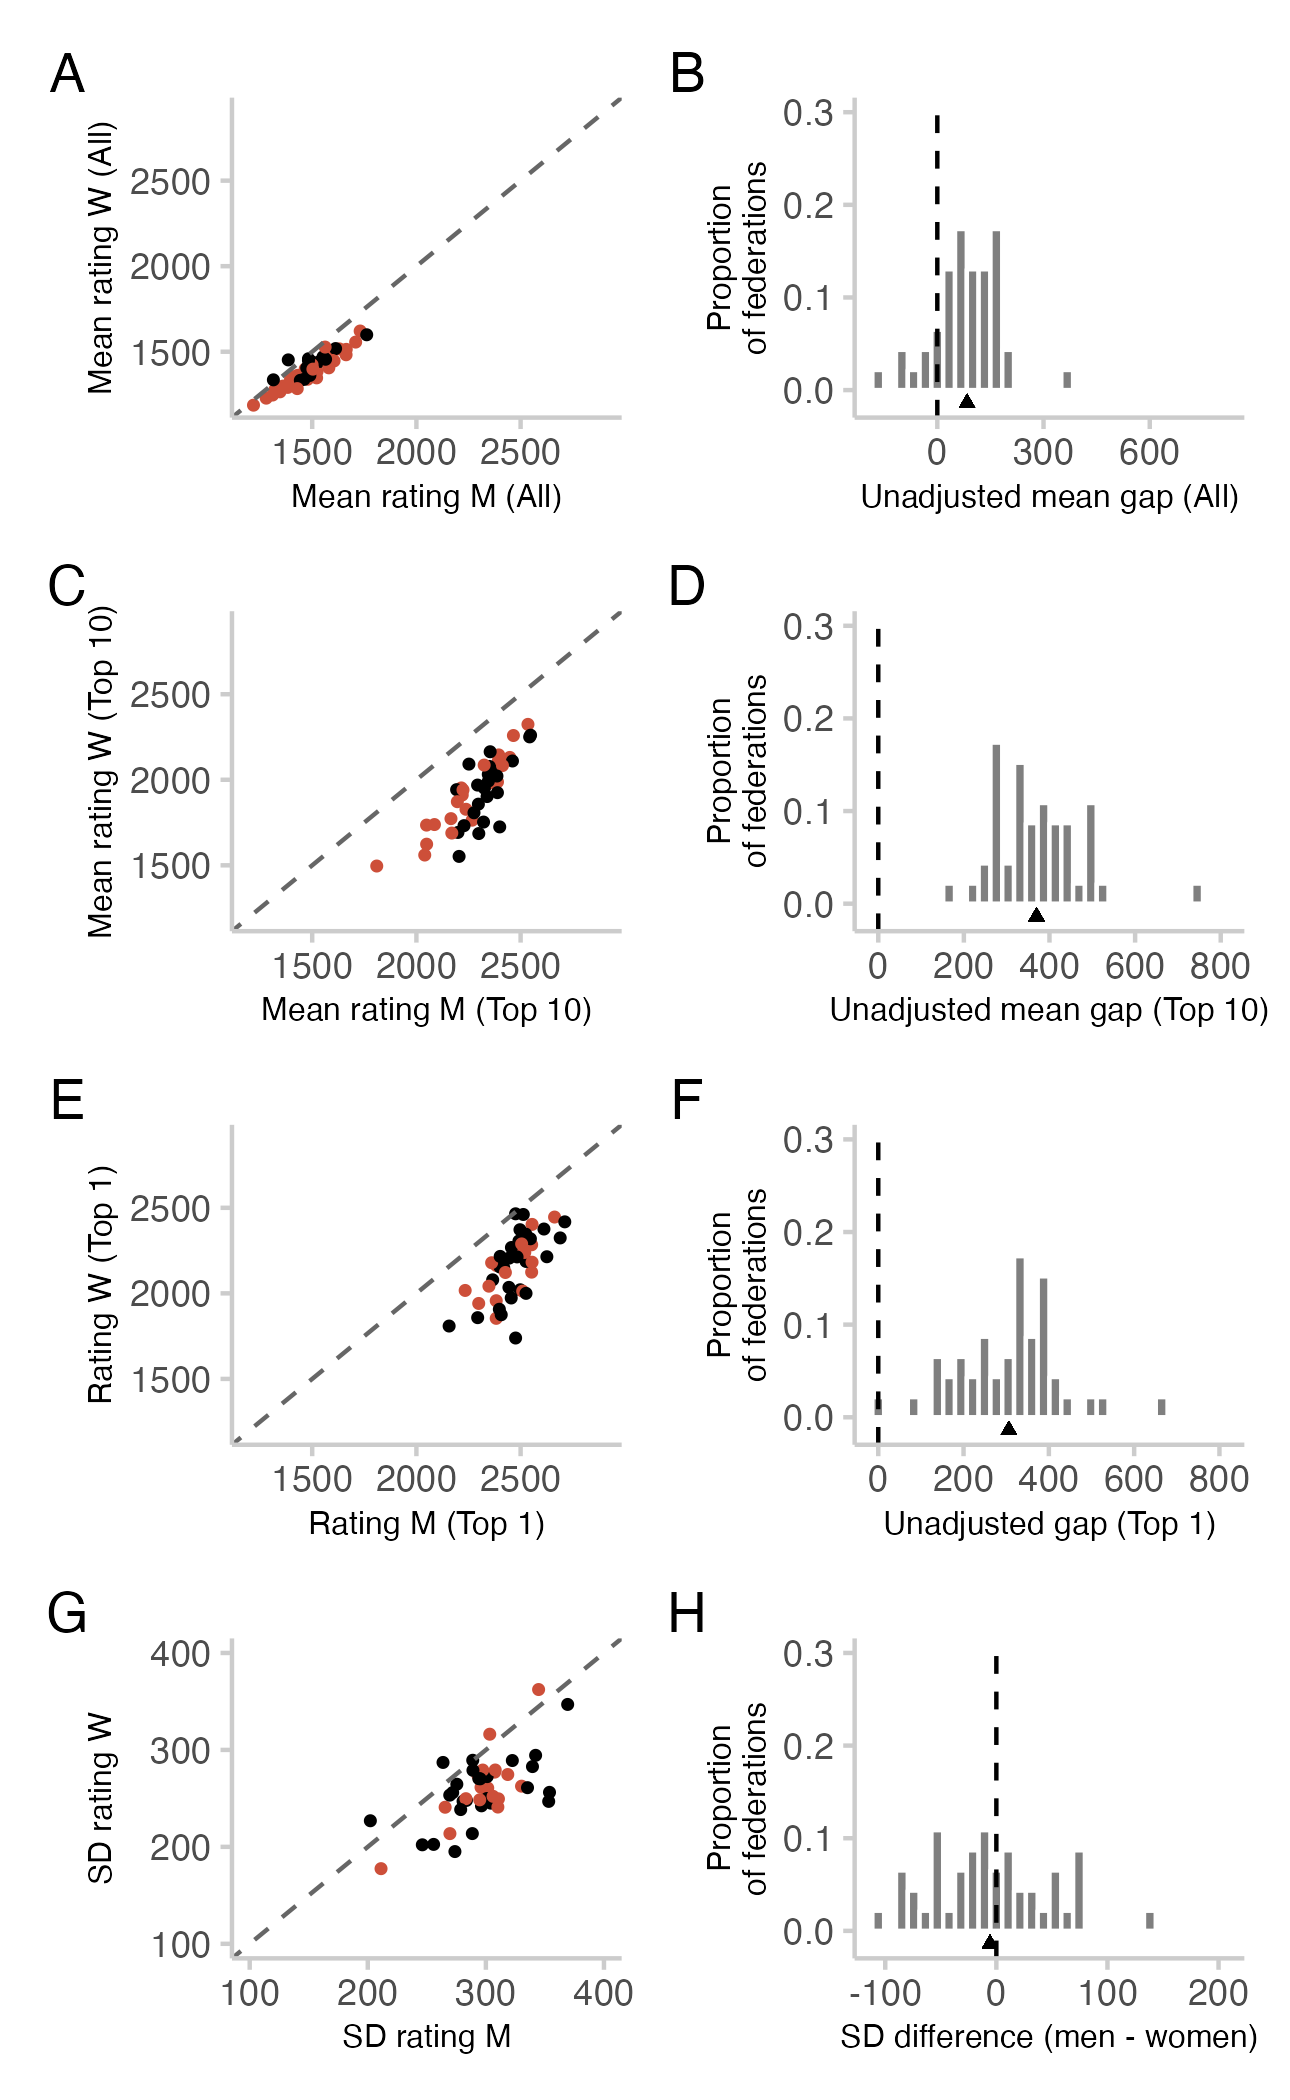 A
Mean rating W (All)
2500
2000
1500
1500 2000 2500
Mean rating M (All)
B
Proportion
of federations
0.3
0.2
0.1
0.0
0 300 600
Unadjusted mean gap (All)
C
Mean rating W (Top 10)
2500
2000
1500
1500 2000 2500
Mean rating M (Top 10)
D
Proportion
of federations
0.3
0.2
0.1
0.0
0 200 400 600 800
Unadjusted mean gap (Top 10)
E
Rating W (Top 1)
2500
2000
1500
1500 2000 2500
Rating M (Top 1)
F
Proportion
of federations
0.3
0.2
0.1
0.0
0 200 400 600 800
Unadjusted gap (Top 1)
G
SD rating W
400
300
200
100
100 200 300 400
SD rating M
H
Proportion
of federations
0.3
0.2
0.1
0.0
-100 0 100 200
SD difference (men - women)